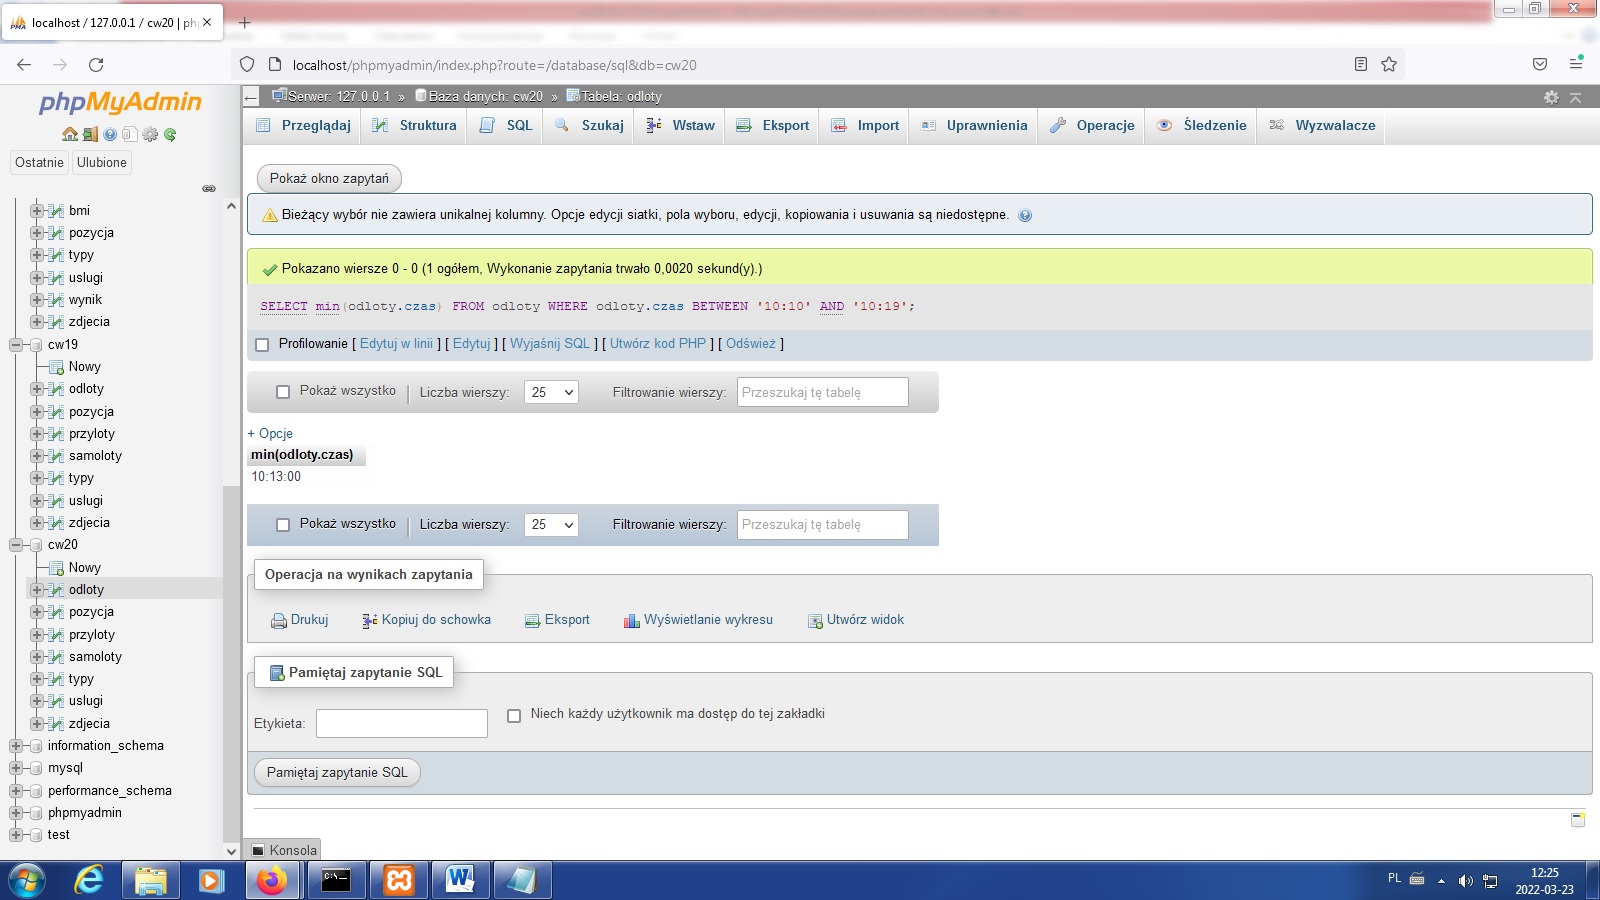 localhost / 127.0.0.1 / cw20 | ph
localhost/phpmyadmin/index.php?route=/database/sql&db=cw20
phpMyAdmin
Ostatnie
Ulubione
bmi
pozycja
typy
uslugi
wynik
zdjecia
cw19
Nowy
odloty
pozycja
przyloty
samoloty
typy
uslugi
zdjecia
cw20
Nowy
odloty
pozycja
przyloty
samoloty
typy
uslugi
zdjecia
information_schema
mysql
performance_schema
phpmyadmin
test
Serwer: 127.0.0.1 » Baza danych: cw20 » Tabela: odloty
Przeglądaj Struktura SQL Szukaj Wstaw Eksport Import Uprawnienia Operacje Śledzenie Wyzwalacze
Pokaż okno zapytań
Bieżący wybór nie zawiera unikalnej kolumny. Opcje edycji siatki, pola wyboru, edycji, kopiowania i usuwania są niedostępne.
Pokazano wiersze 0 - 0 (1 ogółem, Wykonanie zapytania trwało 0,0020 sekund(y).)
SELECT min(odloty.czas) FROM odloty WHERE odloty.czas BETWEEN '10:10' AND '10:19';
Profilowanie [ Edytuj w linii ] [ Edytuj ] [ Wyjaśnij SQL ] [ Utwórz kod PHP ] [ Odśwież ]
Pokaż wszystko | Liczba wierszy: 25 Filtrowanie wierszy: Przeszukaj tę tabelę
+ Opcje
min(odloty.czas)
10:13:00
Pokaż wszystko | Liczba wierszy: 25 Filtrowanie wierszy: Przeszukaj tę tabelę
Operacja na wynikach zapytania
Drukuj Kopiuj do schowka Eksport Wyświetlanie wykresu Utwórz widok
Pamiętaj zapytanie SQL
Etykieta: Niech każdy użytkownik ma dostęp do tej zakładki
Pamiętaj zapytanie SQL
Konsola
PL
12:25
2022-03-23